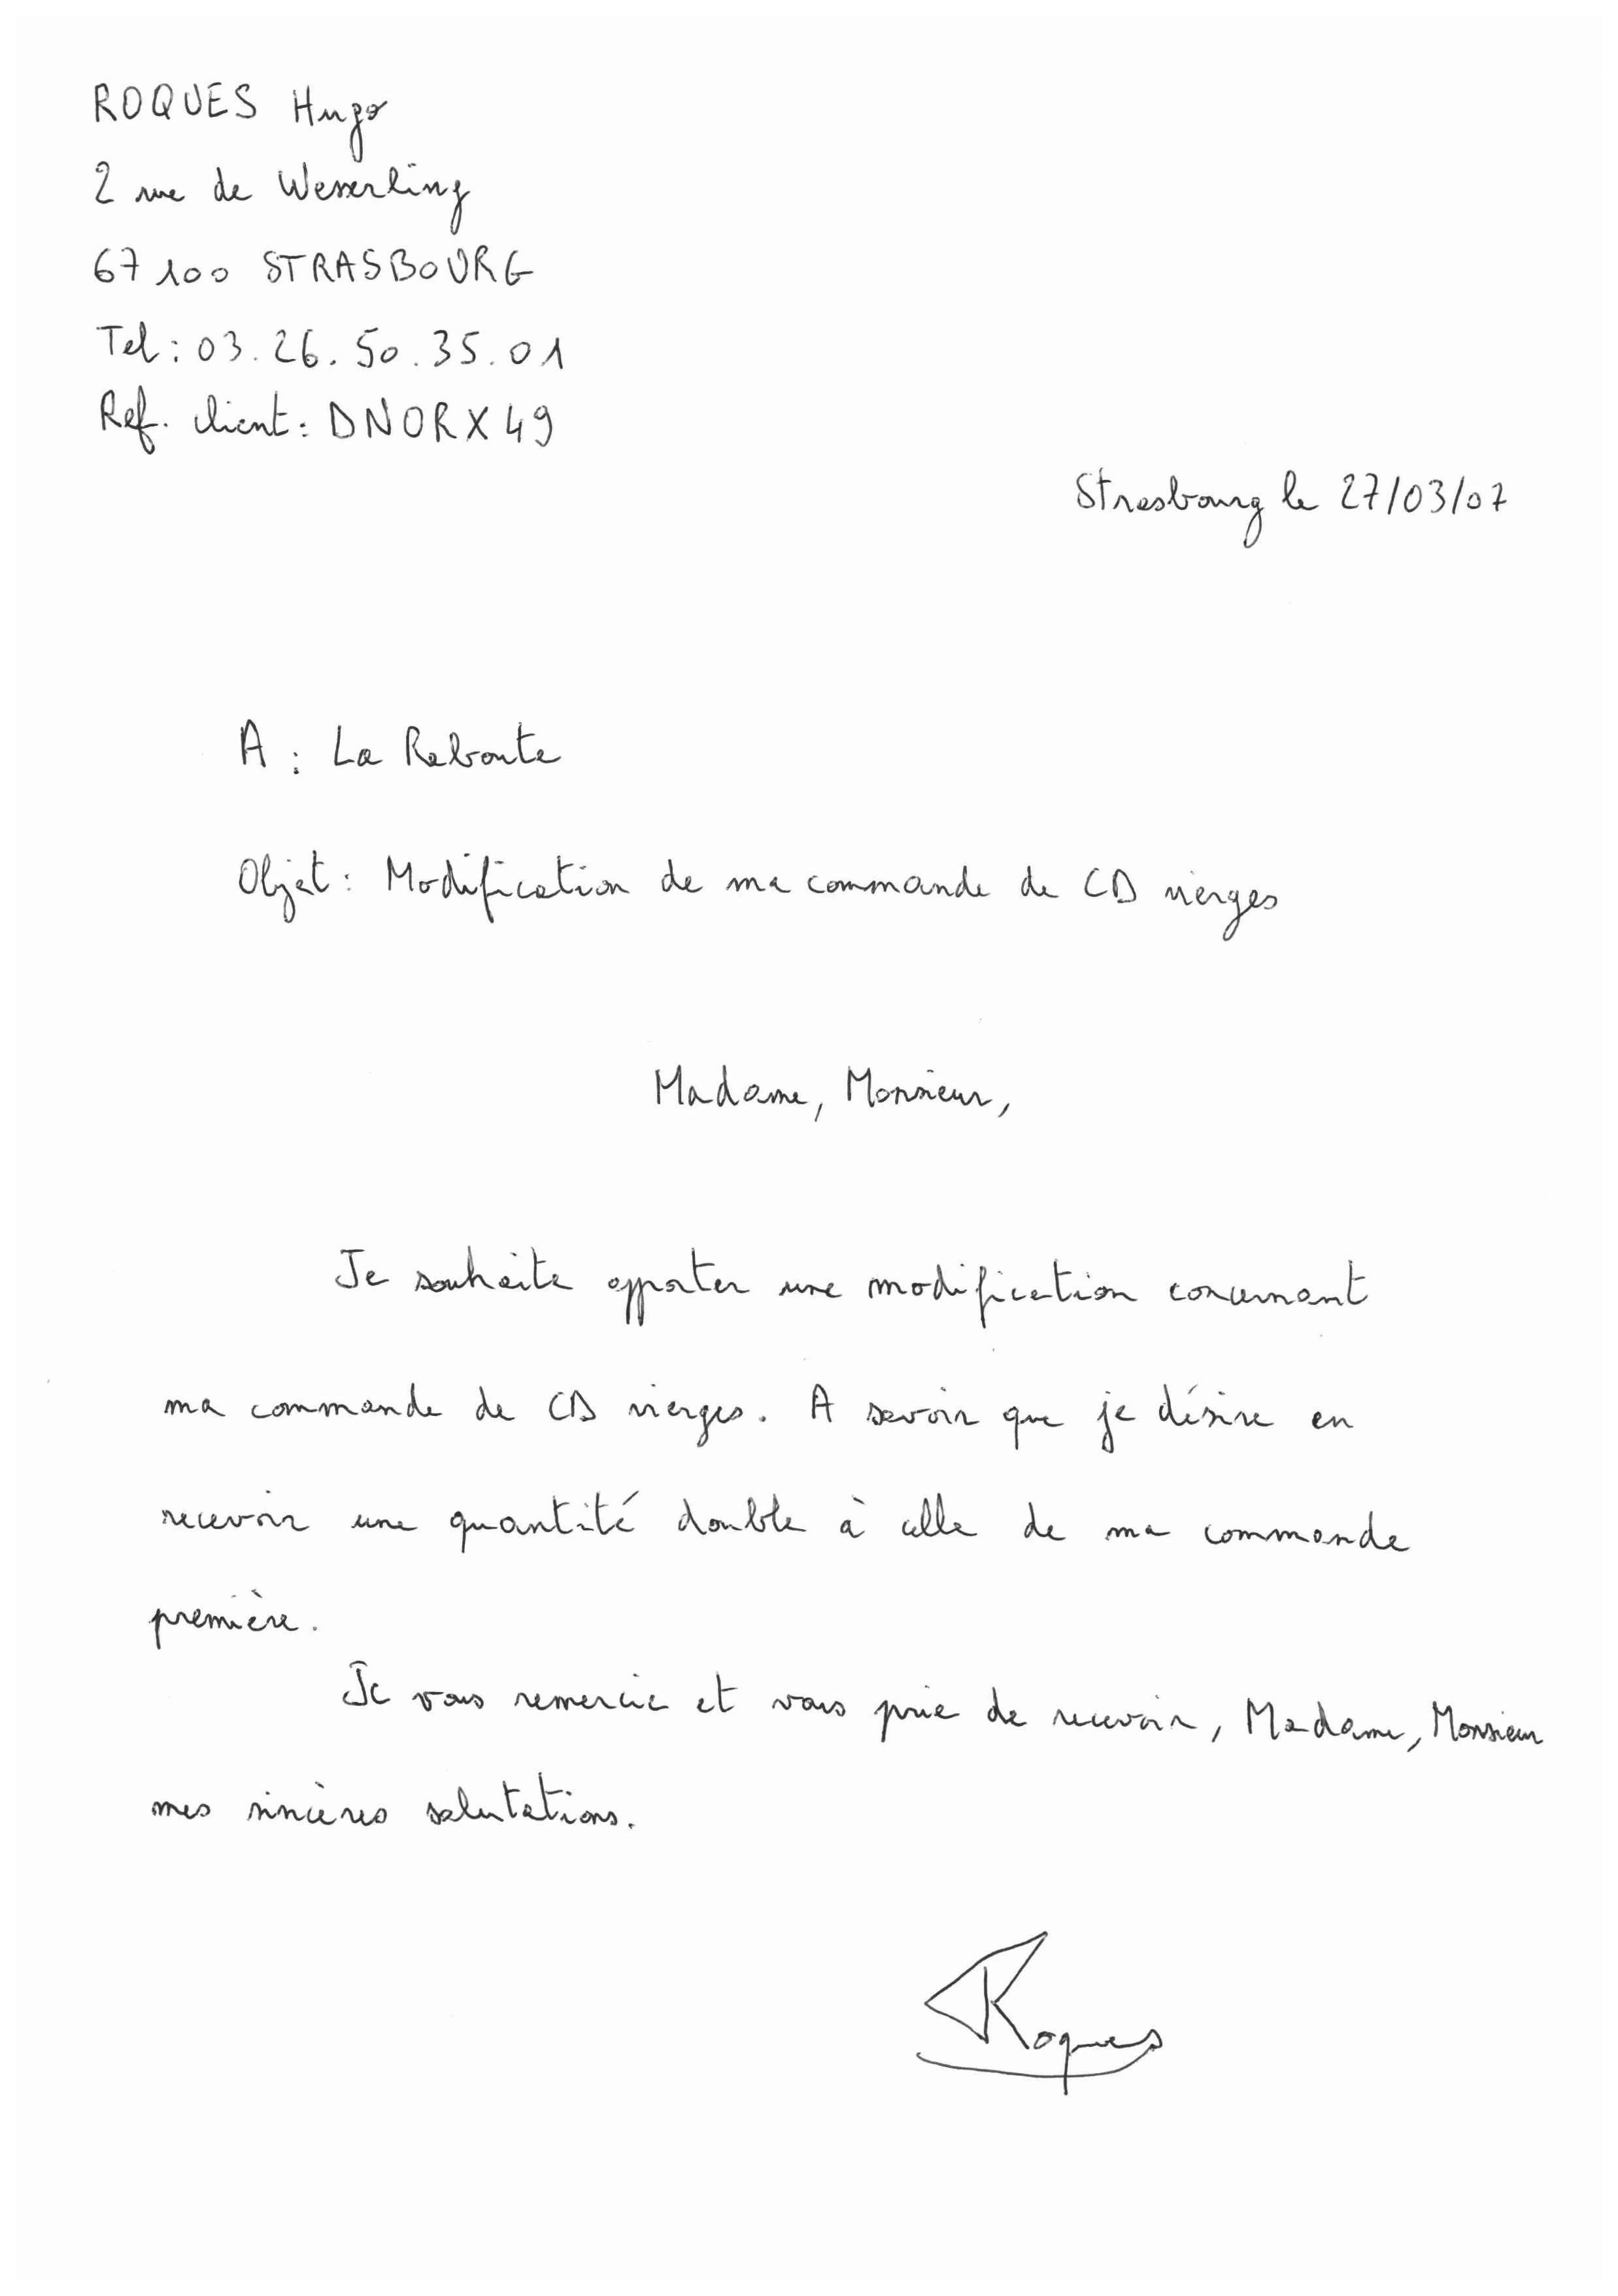 ROQUES Hugo
2 rue de Wesserling
67100 STRASBOURG
Tel : 03.26.50.35.01
Ref. client : DNORX49
Strasbourg le 27/03/07
A : La Reboute
Objet : Modification de ma commande de CD vierges
Madame, Monsieur,
Je souhaite apporter une modification concernant
ma commande de CD vierges. A savoir que je désire en
recevoir une quantité double à celle de ma commande
première.
Je vous remercie et vous prie de recevoir, Madame, Monsieur
mes sincères salutations.
Roques